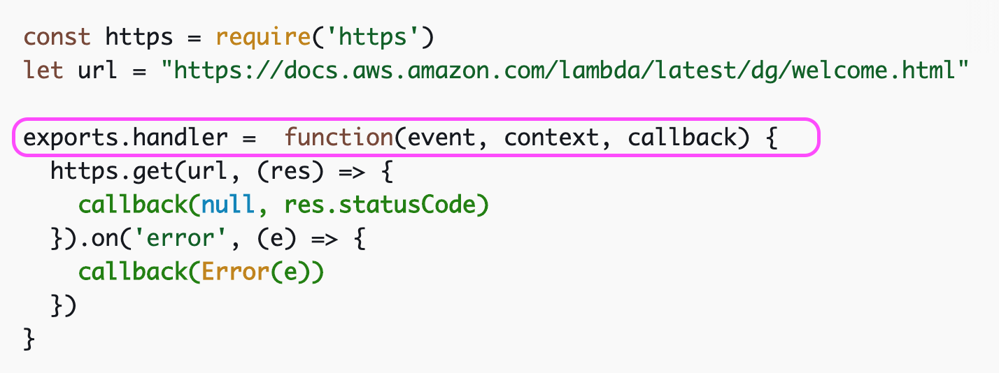 const https = require('https')
let url = "https://docs.aws.amazon.com/lambda/latest/dg/welcome.html"
exports.handler =  function(event, context, callback) {
  https.get(url, (res) => {
    callback(null, res.statusCode)
  }).on('error', (e) => {
    callback(Error(e))
  })
}